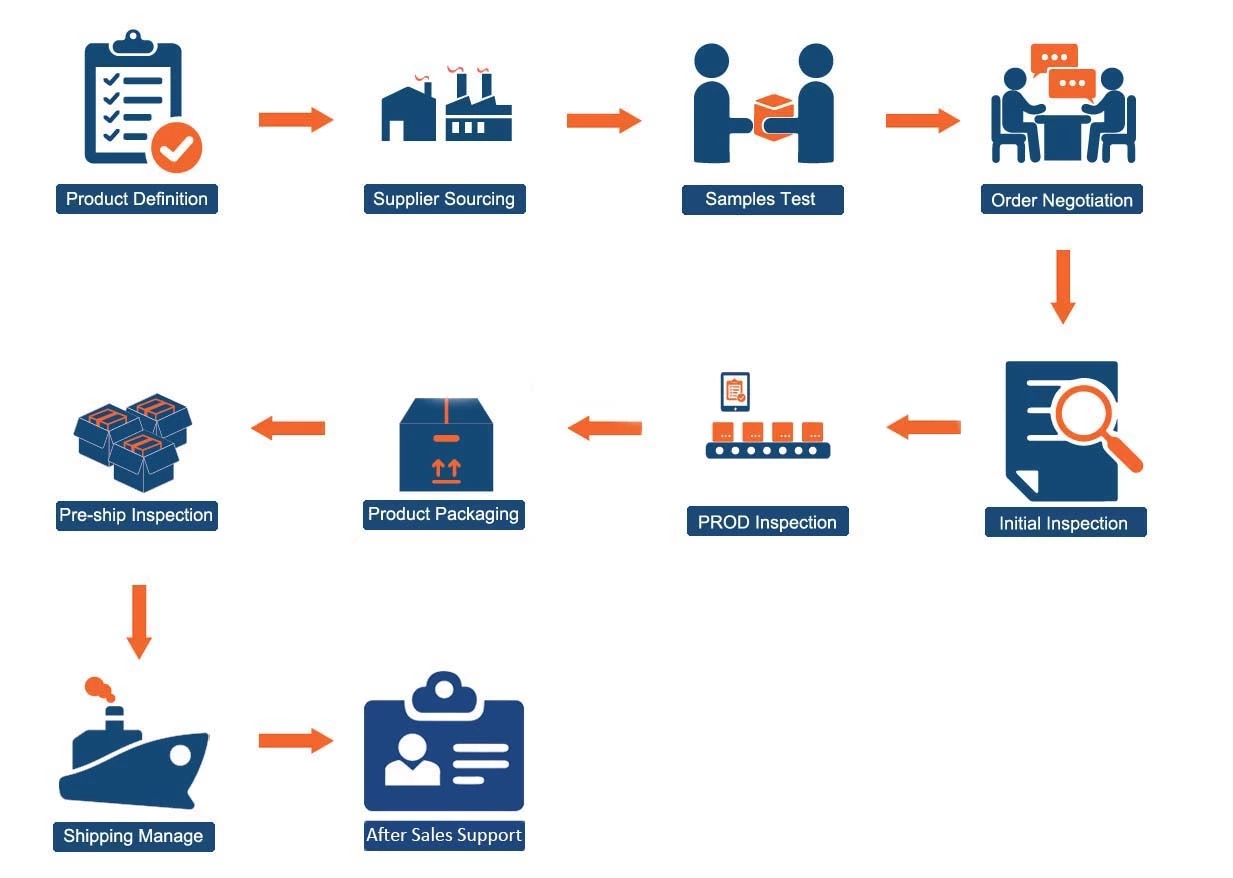 Product Definition
Supplier Sourcing
Samples Test
Order Negotiation
Initial Inspection
PROD Inspection
Product Packaging
Pre-ship Inspection
Shipping Manage
After Sales Support